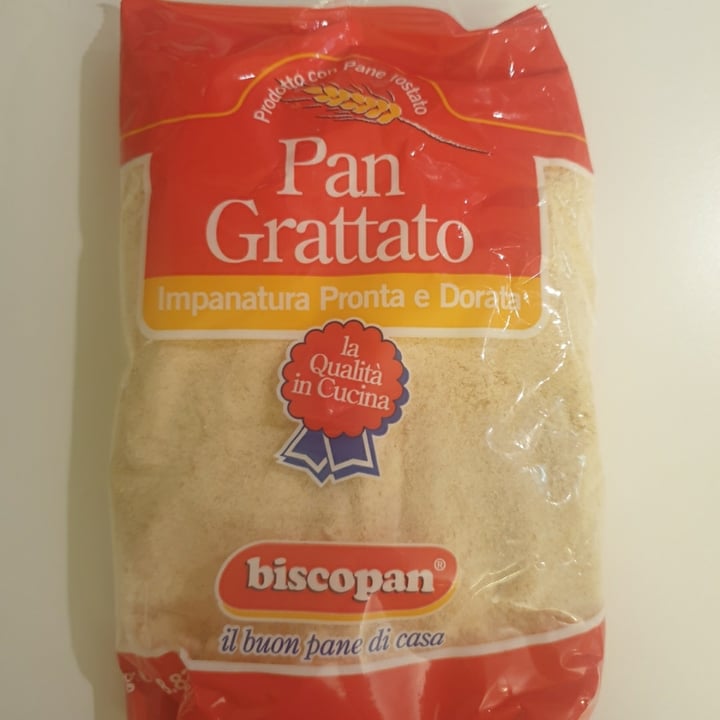 Prodotto con Pane Tostato
Pan
Grattato
Impanatura Pronta e Dorata
la
Qualità
in Cucina
biscopan®
il buon pane di casa